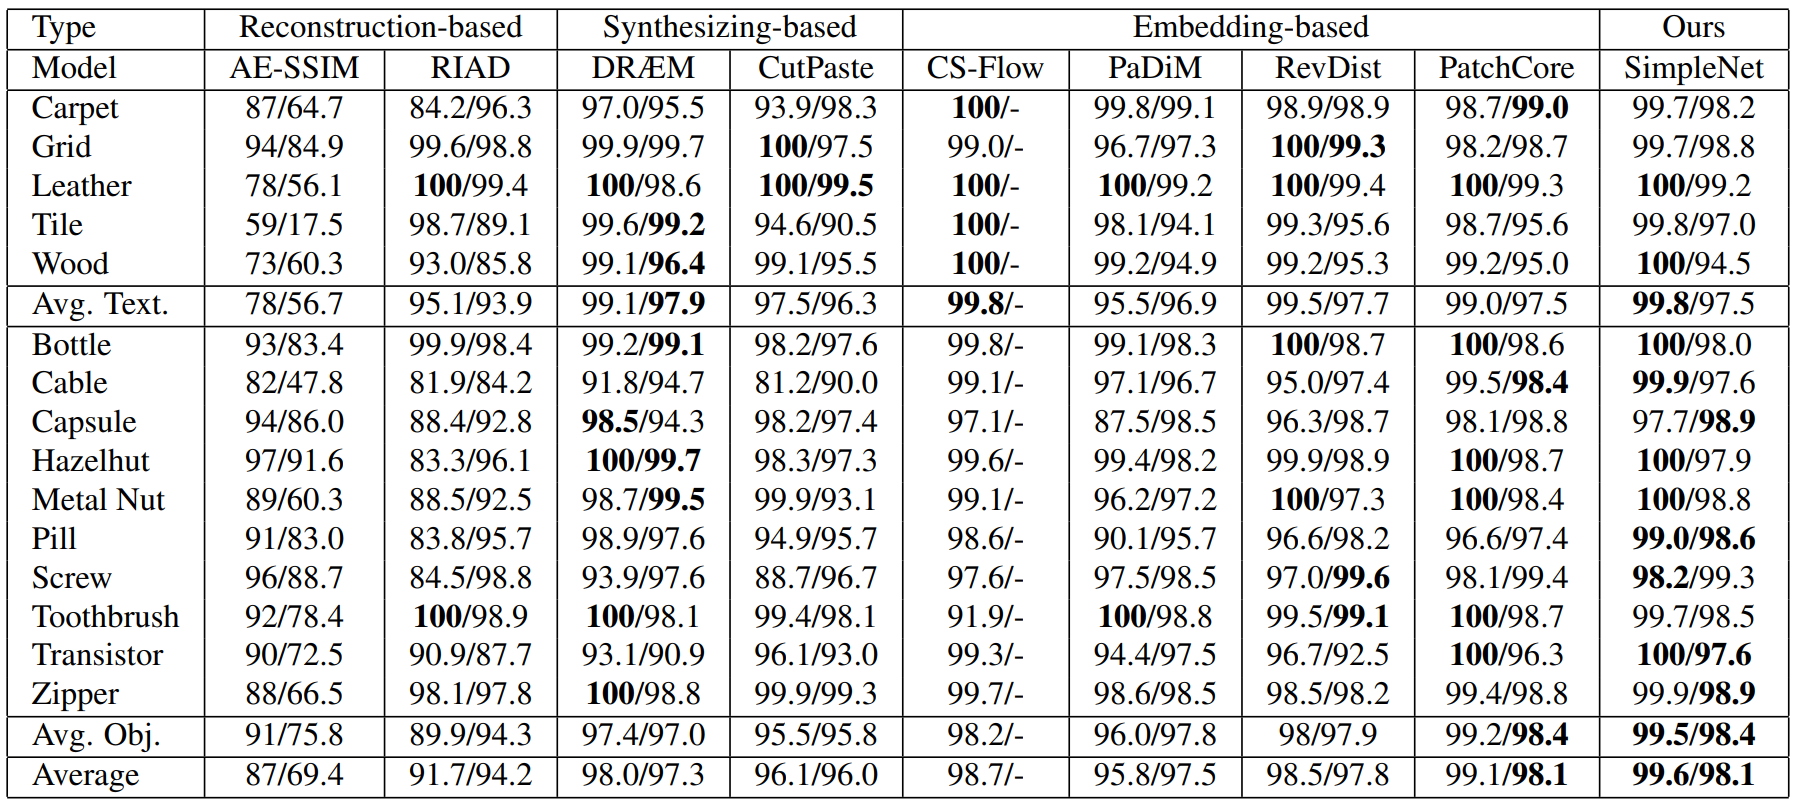 Type Reconstruction-based Synthesizing-based Embedding-based Ours
Model AE-SSIM RIAD DRÆM CutPaste CS-Flow PaDiM RevDist PatchCore SimpleNet
Carpet 87/64.7 84.2/96.3 97.0/95.5 93.9/98.3 100/- 99.8/99.1 98.9/98.9 98.7/99.0 99.7/98.2
Grid 94/84.9 99.6/98.8 99.9/99.7 100/97.5 99.0/- 96.7/97.3 100/99.3 98.2/98.7 99.7/98.8
Leather 78/56.1 100/99.4 100/98.6 100/99.5 100/- 100/99.2 100/99.4 100/99.3 100/99.2
Tile 59/17.5 98.7/89.1 99.6/99.2 94.6/90.5 100/- 98.1/94.1 99.3/95.6 98.7/95.6 99.8/97.0
Wood 73/60.3 93.0/85.8 99.1/96.4 99.1/95.5 100/- 99.2/94.9 99.2/95.3 99.2/95.0 100/94.5
Avg. Text. 78/56.7 95.1/93.9 99.1/97.9 97.5/96.3 99.8/- 95.5/96.9 99.5/97.7 99.0/97.5 99.8/97.5
Bottle 93/83.4 99.9/98.4 99.2/99.1 98.2/97.6 99.8/- 99.1/98.3 100/98.7 100/98.6 100/98.0
Cable 82/47.8 81.9/84.2 91.8/94.7 81.2/90.0 99.1/- 97.1/96.7 95.0/97.4 99.5/98.4 99.9/97.6
Capsule 94/86.0 88.4/92.8 98.5/94.3 98.2/97.4 97.1/- 87.5/98.5 96.3/98.7 98.1/98.8 97.7/98.9
Hazelhut 97/91.6 83.3/96.1 100/99.7 98.3/97.3 99.6/- 99.4/98.2 99.9/98.9 100/98.7 100/97.9
Metal Nut 89/60.3 88.5/92.5 98.7/99.5 99.9/93.1 99.1/- 96.2/97.2 100/97.3 100/98.4 100/98.8
Pill 91/83.0 83.8/95.7 98.9/97.6 94.9/95.7 98.6/- 90.1/95.7 96.6/98.2 96.6/97.4 99.0/98.6
Screw 96/88.7 84.5/98.8 93.9/97.6 88.7/96.7 97.6/- 97.5/98.5 97.0/99.6 98.1/99.4 98.2/99.3
Toothbrush 92/78.4 100/98.9 100/98.1 99.4/98.1 91.9/- 100/98.8 99.5/99.1 100/98.7 99.7/98.5
Transistor 90/72.5 90.9/87.7 93.1/90.9 96.1/93.0 99.3/- 94.4/97.5 96.7/92.5 100/96.3 100/97.6
Zipper 88/66.5 98.1/97.8 100/98.8 99.9/99.3 99.7/- 98.6/98.5 98.5/98.2 99.4/98.8 99.9/98.9
Avg. Obj. 91/75.8 89.9/94.3 97.4/97.0 95.5/95.8 98.2/- 96.0/97.8 98/97.9 99.2/98.4 99.5/98.4
Average 87/69.4 91.7/94.2 98.0/97.3 96.1/96.0 98.7/- 95.8/97.5 98.5/97.8 99.1/98.1 99.6/98.1